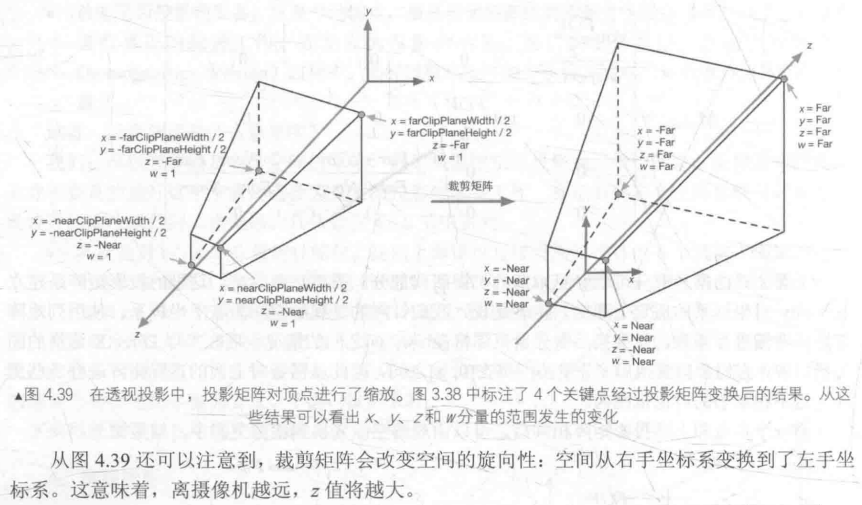 y
x
x = farClipPlaneWidth / 2
y = farClipPlaneHeight / 2
z = -Far
w = 1
x = -farClipPlaneWidth / 2
y = -farClipPlaneHeight / 2
z = -Far
w = 1
x = -nearClipPlaneWidth / 2
y = -nearClipPlaneHeight / 2
z = -Near
w = 1
x = nearClipPlaneWidth / 2
y = nearClipPlaneHeight / 2
z = -Near
w = 1
z
裁剪矩阵
z
x = Far
y = Far
z = Far
w = Far
x = -Far
y = -Far
z = Far
w = Far
x = -Near
y = -Near
z = -Near
w = Near
x = Near
y = Near
z = -Near
w = Near
▲图 4.39 在透视投影中，投影矩阵对顶点进行了缩放。图 3.38 中标注了 4 个关键点经过投影矩阵变换后的结果。从这
些结果可以看出 x、y、z 和 w 分量的范围发生的变化
从图 4.39 还可以注意到，裁剪矩阵会改变空间的旋向性：空间从右手坐标系变换到了左手坐
标系。这意味着，离摄像机越远，z 值将越大。